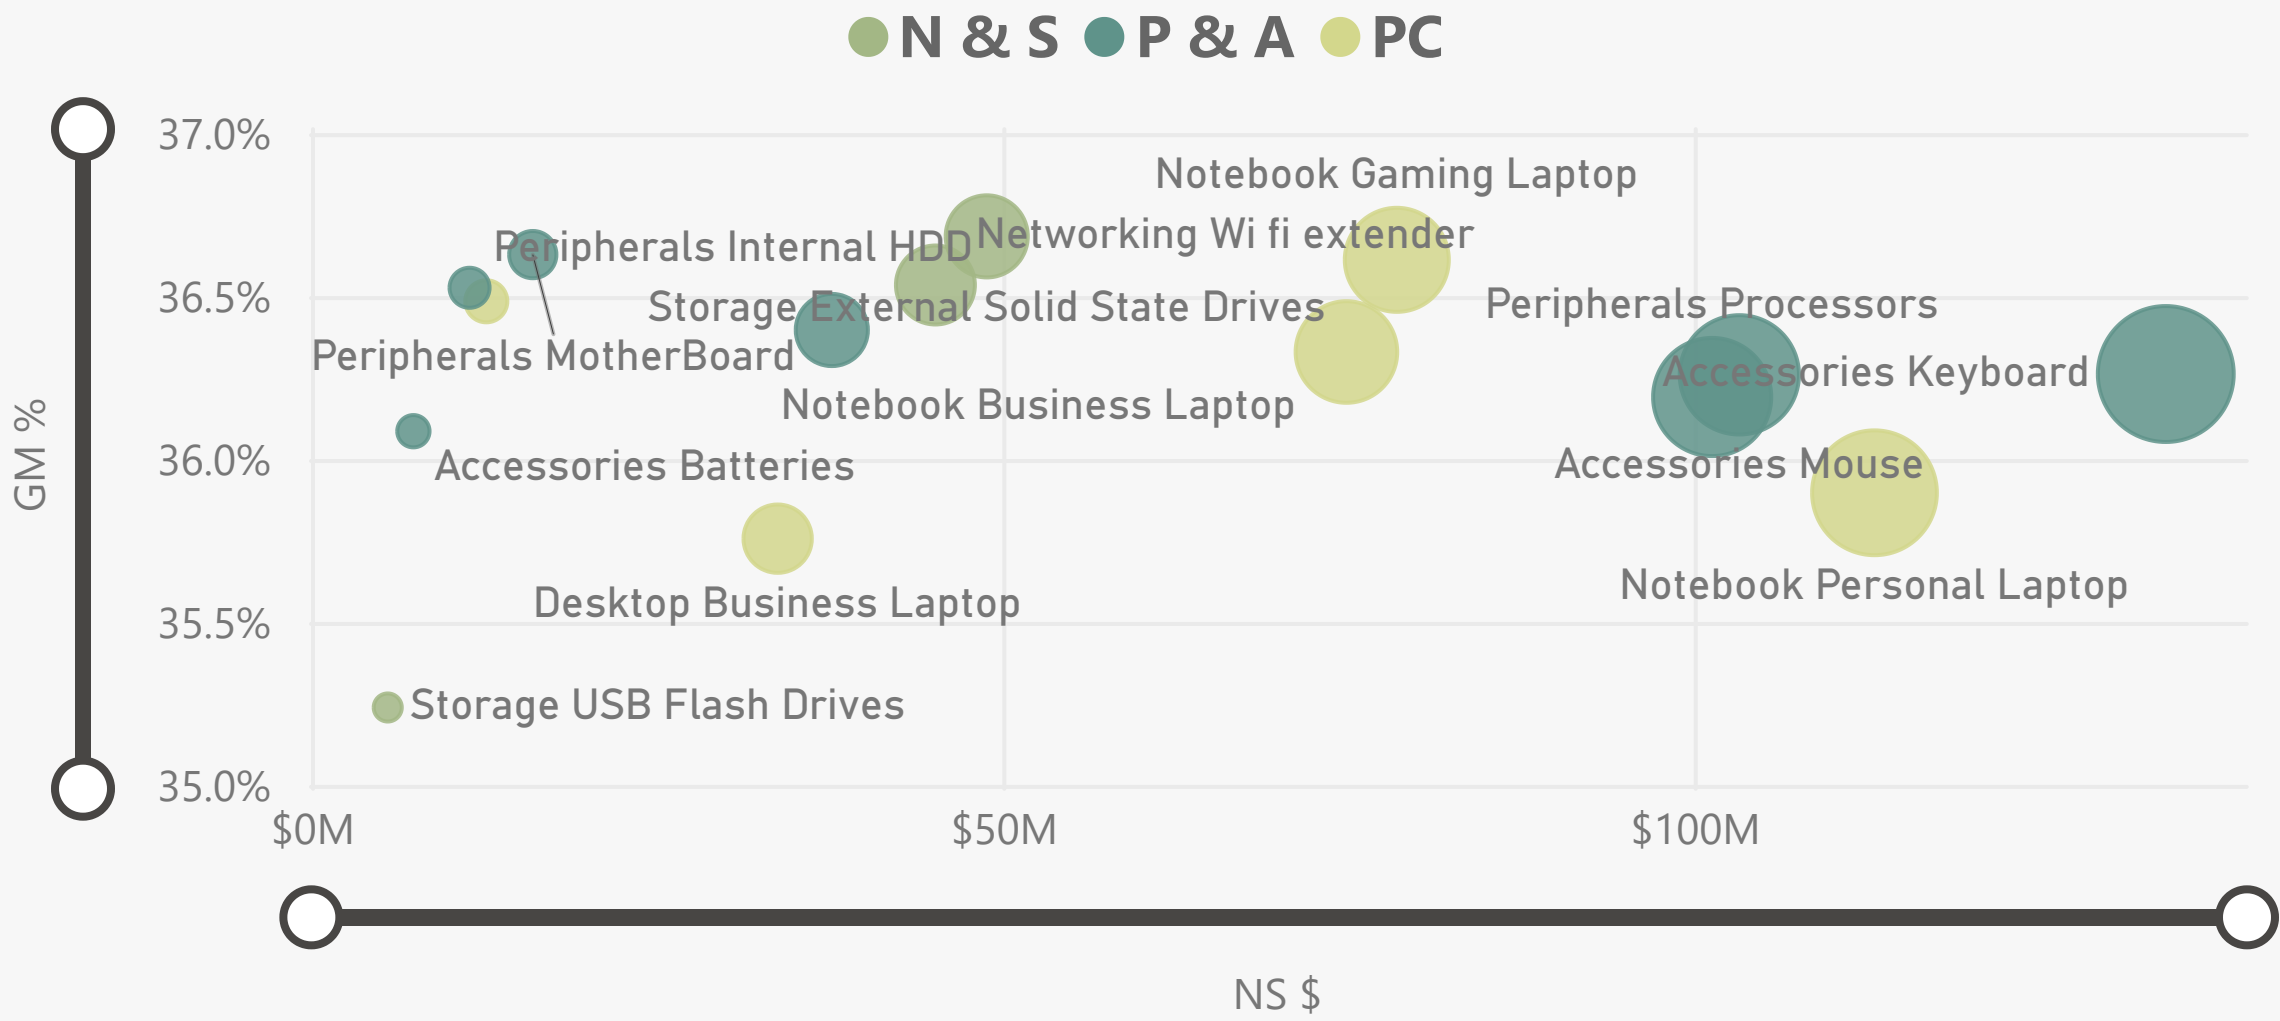 N & S P & A PC
37.0%
36.5%
36.0%
35.5%
35.0%
GM %
Notebook Gaming Laptop
Networking Wi fi extender
Peripherals Internal HDD
Storage External Solid State Drives
Peripherals Processors
Peripherals MotherBoard
Accessories Keyboard
Notebook Business Laptop
Accessories Batteries
Accessories Mouse
Notebook Personal Laptop
Desktop Business Laptop
Storage USB Flash Drives
$0M
$50M
$100M
NS $